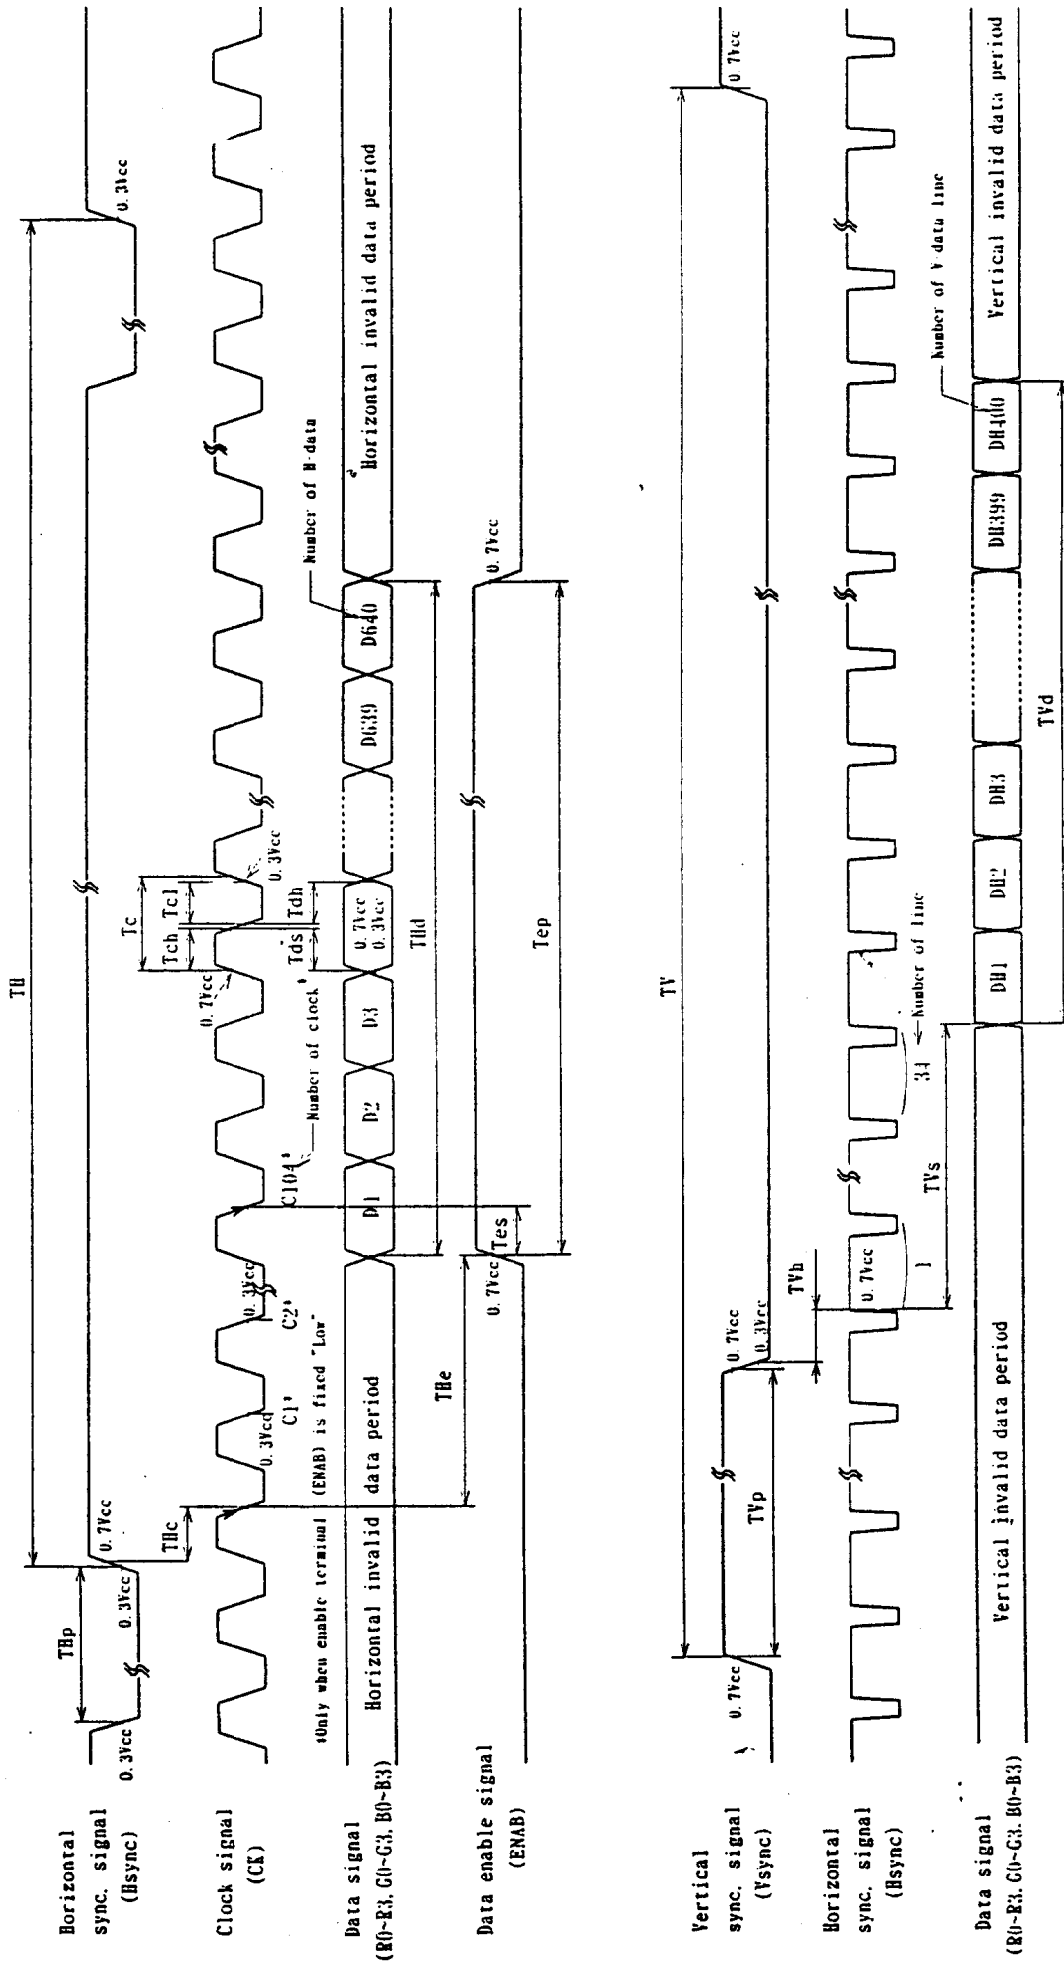 Horizontal
sync. signal
(Hsync)
0.3Vcc
THp
0.3Vcc
0.7Vcc
TH
0.3Vcc
Clock signal
(CK)
THc
0.3Vcc
C1*
0.3Vcc
C2*
C104*
Number of clock*
0.7Vcc
Tc
Tch
Tcl
0.3Vcc
*Only when enable terminal (ENAB) is fixed "Low"
Data signal
(R0~R3, G0~G3, B0~B3)
Horizontal invalid data period
D1
D2
D3
Tds
Tdh
0.7Vcc
0.3Vcc
D639
D640
Number of H-data
Horizontal invalid data period
THe
THd
Data enable signal
(ENAB)
0.7Vcc
Tes
Tep
0.7Vcc
Vertical
sync. signal
(Vsync)
0.7Vcc
TVp
0.7Vcc
0.3Vcc
TV
0.7Vcc
Horizontal
sync. signal
(Hsync)
TVh
0.7Vcc
1
34
Number of line
TVs
Data signal
(R0~R3, G0~G3, B0~B3)
Vertical invalid data period
DH1
DH2
DH3
DH399
DH400
Number of V-data line
Vertical invalid data period
TVd